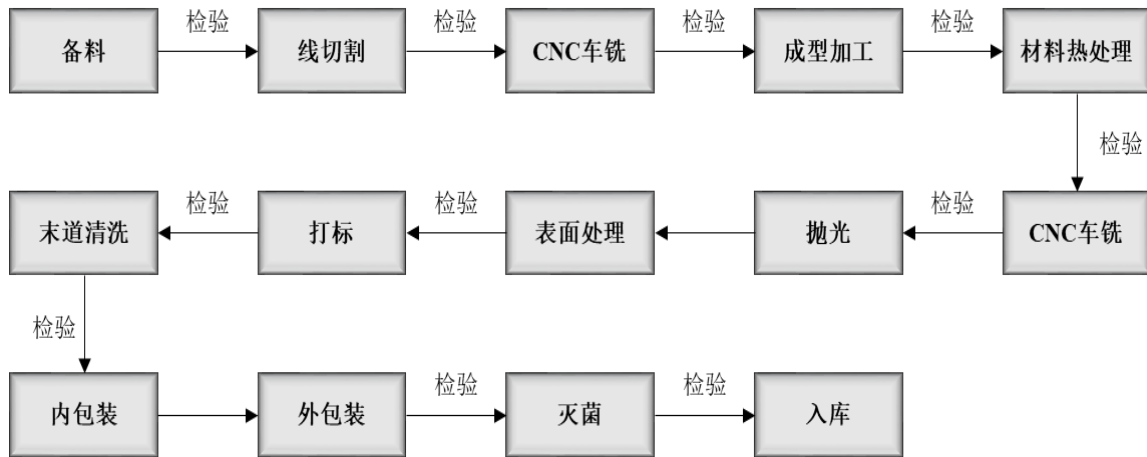 备料 检验 线切割 检验 CNC车铣 检验 成型加工 检验 材料热处理
检验
末道清洗 检验 打标 检验 表面处理 抛光 检验 CNC车铣
检验
内包装 外包装 检验 灭菌 检验 入库